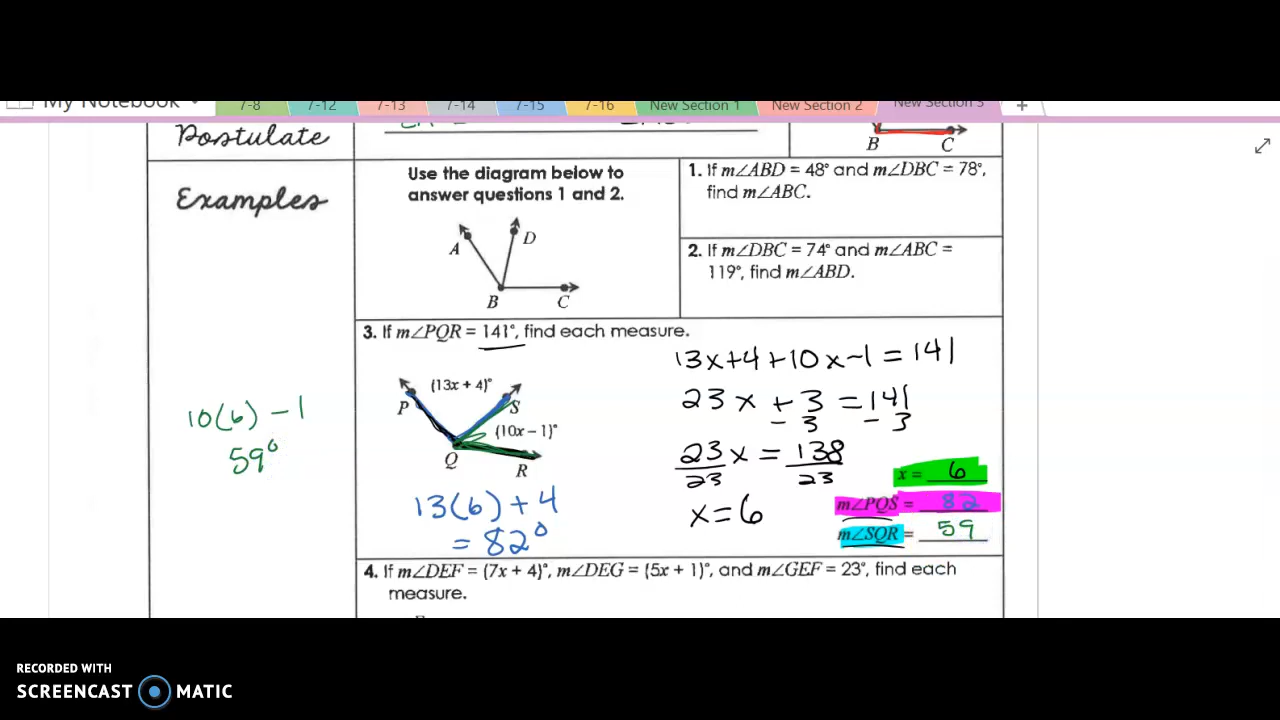 My Notebook
7-8
7-12
7-13
7-14
7-15
7-16
New Section 1
New Section 2
New Section 3
+
Postulate
B C
Examples
Use the diagram below to
answer questions 1 and 2.
A
D
B
C
1. If m∠ABD = 48° and m∠DBC = 78°,
find m∠ABC.
2. If m∠DBC = 74° and m∠ABC =
119°, find m∠ABD.
3. If m∠PQR = 141°, find each measure.
(13x + 4)°
P
S
(10x – 1)°
Q
R
13(6) + 4
= 82°
10(6) – 1
59°
13x+4 +10x –1 = 141
23x + 3 = 141
– 3 – 3
23x = 138
23 23
x = 6
x = 6
m∠PQS = 82
m∠SQR = 59
4. If m∠DEF = (7x + 4)°, m∠DEG = (5x + 1)°, and m∠GEF = 23°, find each
measure.
RECORDED WITH
SCREENCAST MATIC